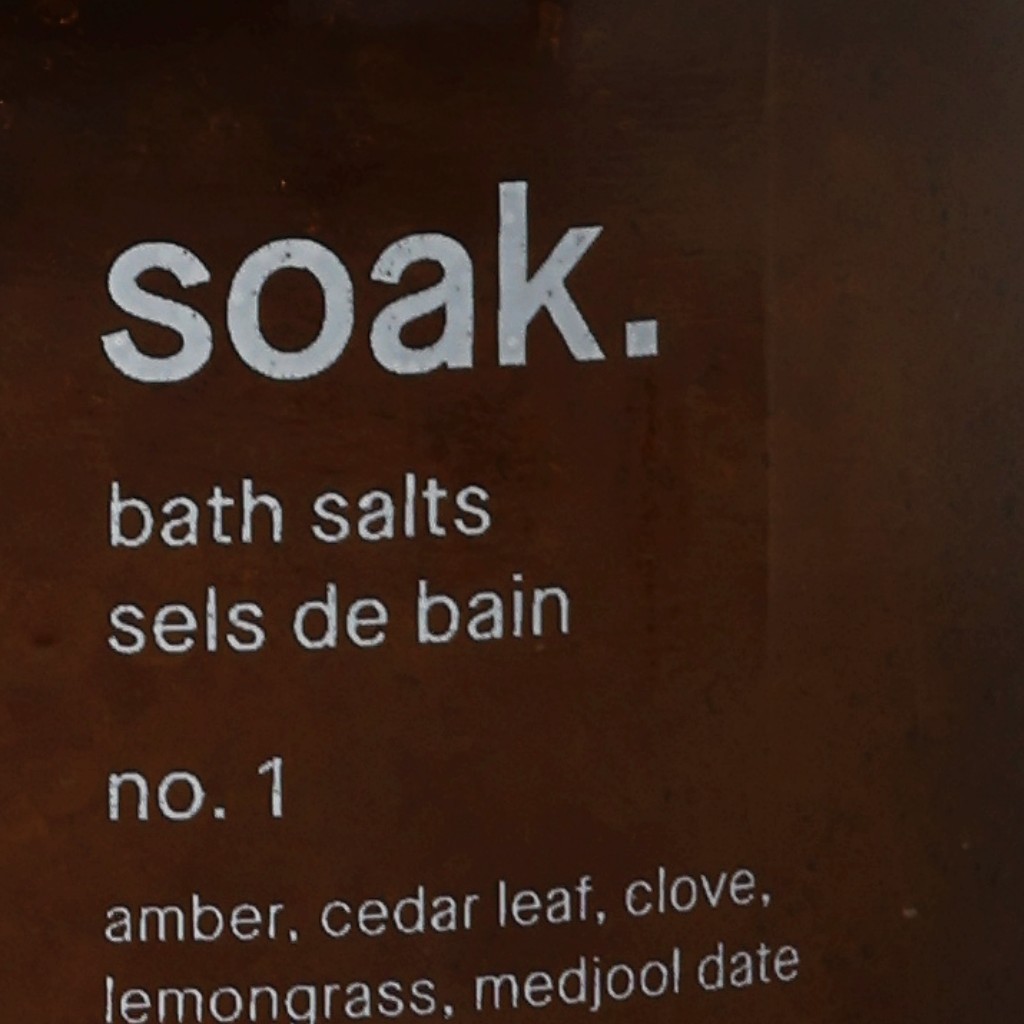 soak.
bath salts
sels de bain
no. 1
amber, cedar leaf, clove,
lemongrass, medjool date